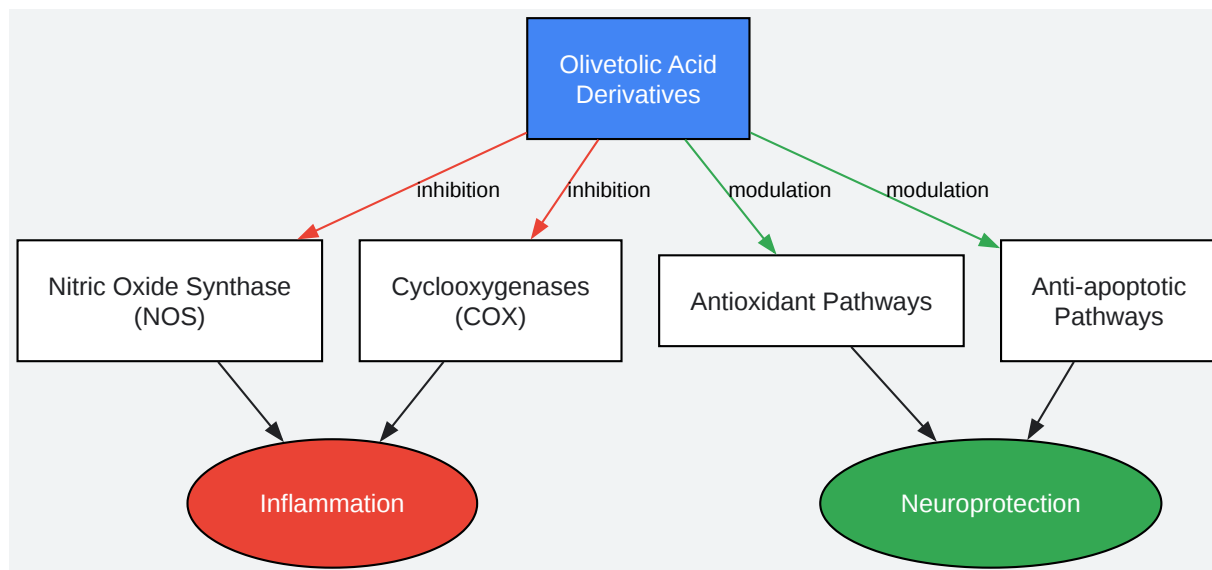 Olivetolic Acid
Derivatives
inhibition
inhibition
modulation
modulation
Nitric Oxide Synthase
(NOS)
Cyclooxygenases
(COX)
Antioxidant Pathways
Anti-apoptotic
Pathways
Inflammation
Neuroprotection